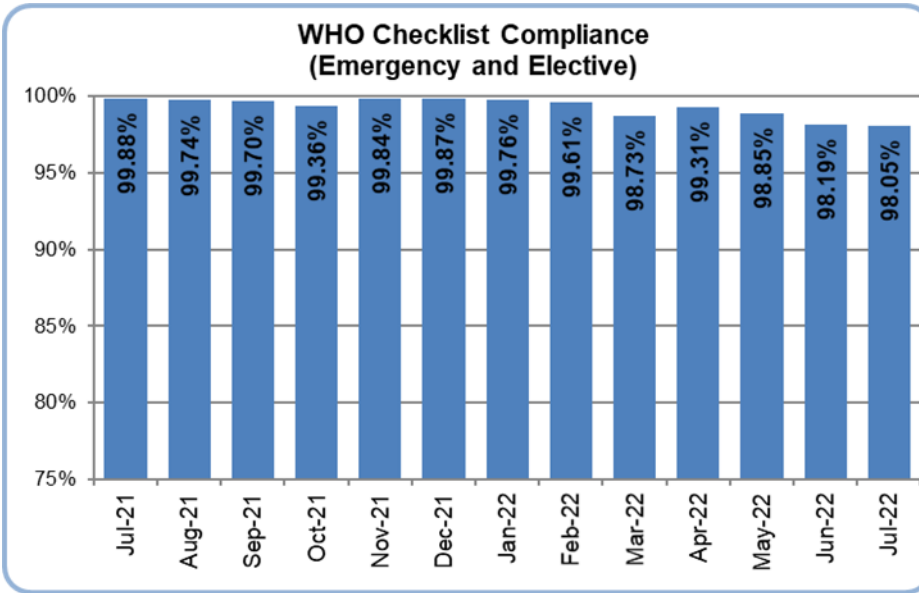 WHO Checklist Compliance
(Emergency and Elective)
100%
95%
90%
85%
80%
75%
99.88%
99.74%
99.70%
99.36%
99.84%
99.87%
99.76%
99.61%
98.73%
99.31%
98.85%
98.19%
98.05%
Jul-21
Aug-21
Sep-21
Oct-21
Nov-21
Dec-21
Jan-22
Feb-22
Mar-22
Apr-22
May-22
Jun-22
Jul-22